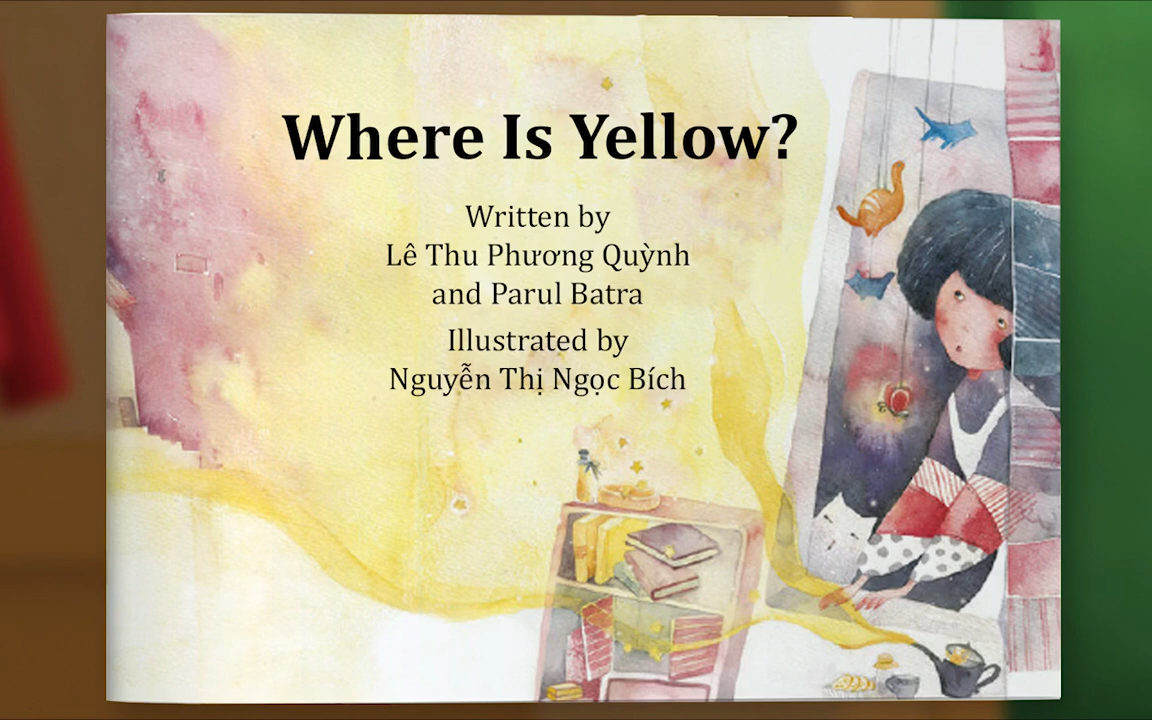 Where Is Yellow?
Written by
Lê Thu Phương Quỳnh
and Parul Batra
Illustrated by
Nguyễn Thị Ngọc Bích